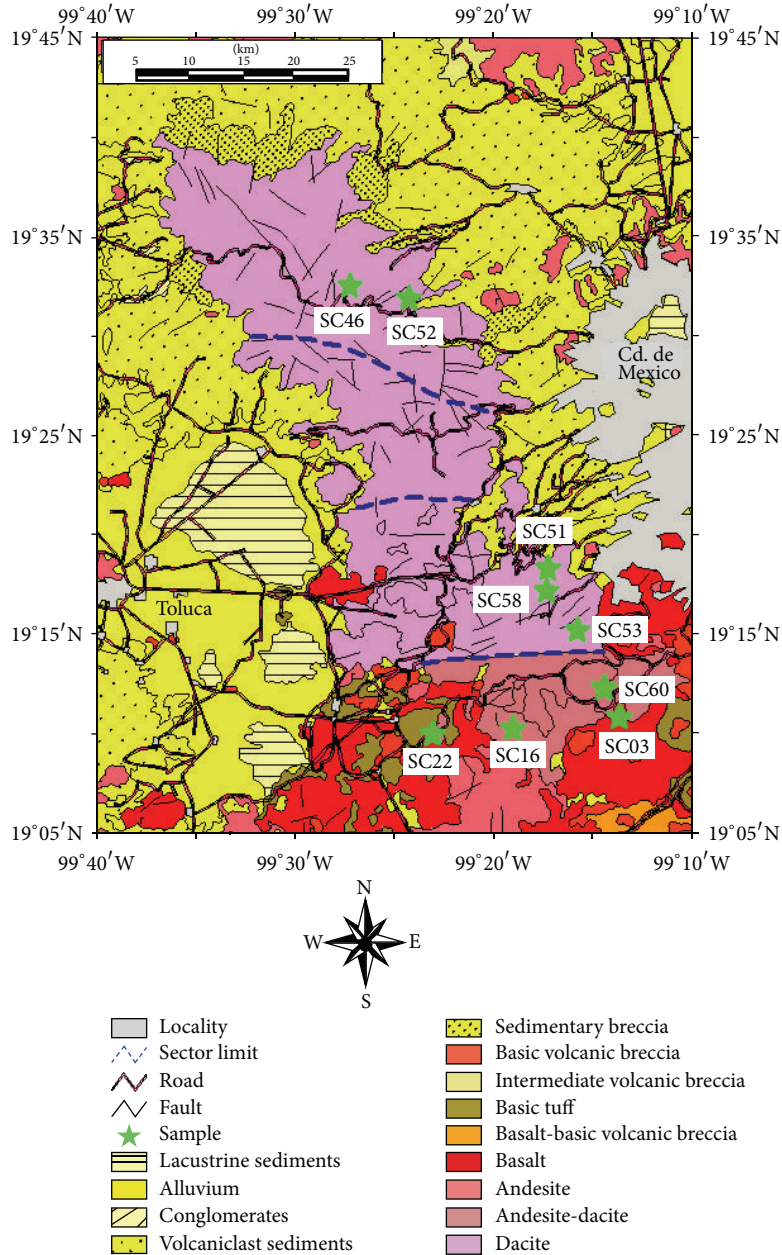 99°40′W 99°30′W 99°20′W 99°10′W
19°45′N 19°45′N
(km)
5 10 15 20 25
19°35′N 19°35′N
SC46
SC52
Cd. de
Mexico
19°25′N 19°25′N
SC51
SC58
Toluca
SC53
19°15′N 19°15′N
SC60
SC03
SC22
SC16
19°05′N 19°05′N
99°40′W 99°30′W 99°20′W 99°10′W
N
W E
S
Locality
Sector limit
Road
Fault
Sample
Lacustrine sediments
Alluvium
Conglomerates
Volcaniclast sediments
Sedimentary breccia
Basic volcanic breccia
Intermediate volcanic breccia
Basic tuff
Basalt-basic volcanic breccia
Basalt
Andesite
Andesite-dacite
Dacite